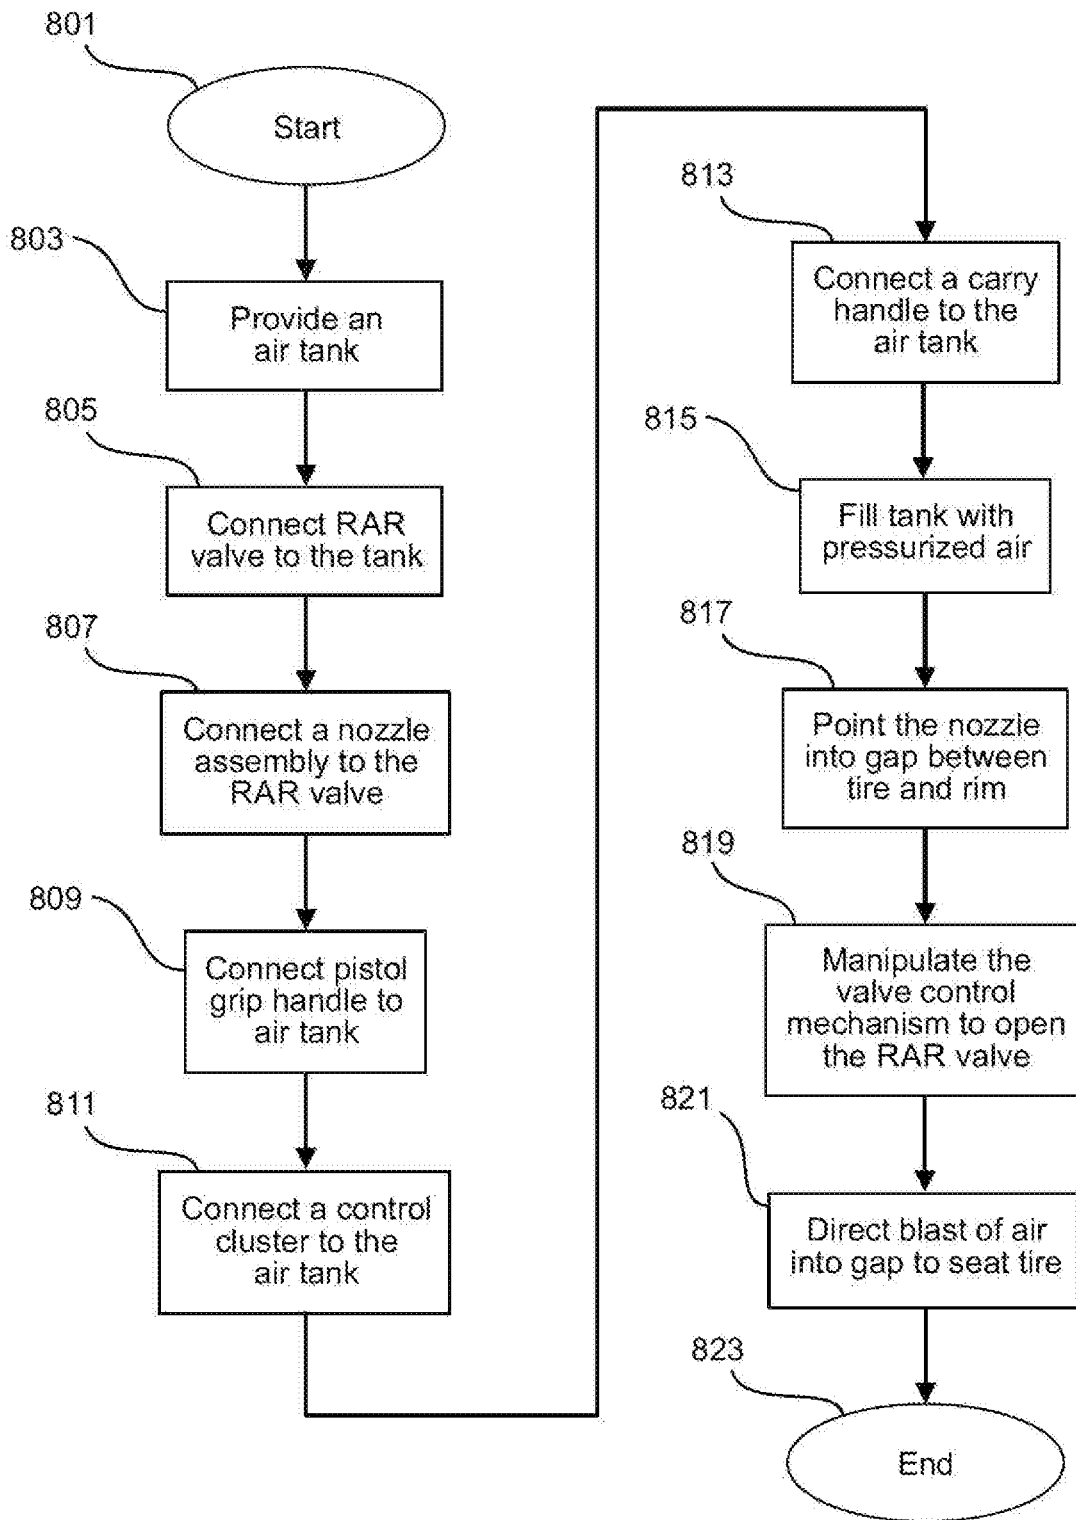 801
Start
803
Provide an
air tank
805
Connect RAR
valve to the tank
807
Connect a nozzle
assembly to the
RAR valve
809
Connect pistol
grip handle to
air tank
811
Connect a control
cluster to the
air tank
813
Connect a carry
handle to the
air tank
815
Fill tank with
pressurized air
817
Point the nozzle
into gap between
tire and rim
819
Manipulate the
valve control
mechanism to open
the RAR valve
821
Direct blast of air
into gap to seat tire
823
End